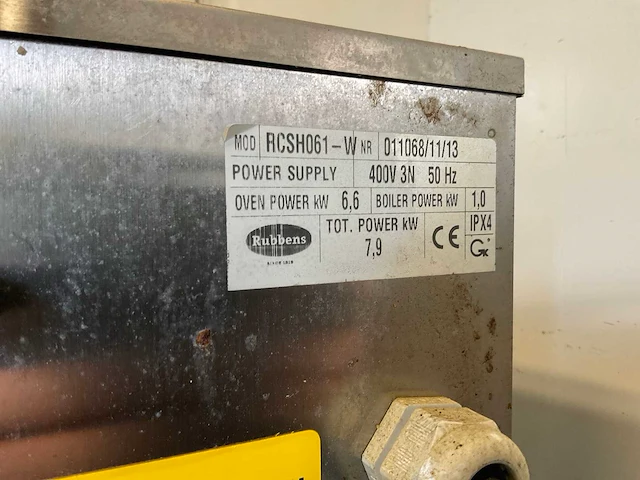 MOD RCSH061-W NR 011068/11/13
POWER SUPPLY 400V 3N 50 Hz
OVEN POWER kW 6,6 BOILER POWER kW 1,0
Rubbens
TOT. POWER kW
7,9
CE
IPX4
GK